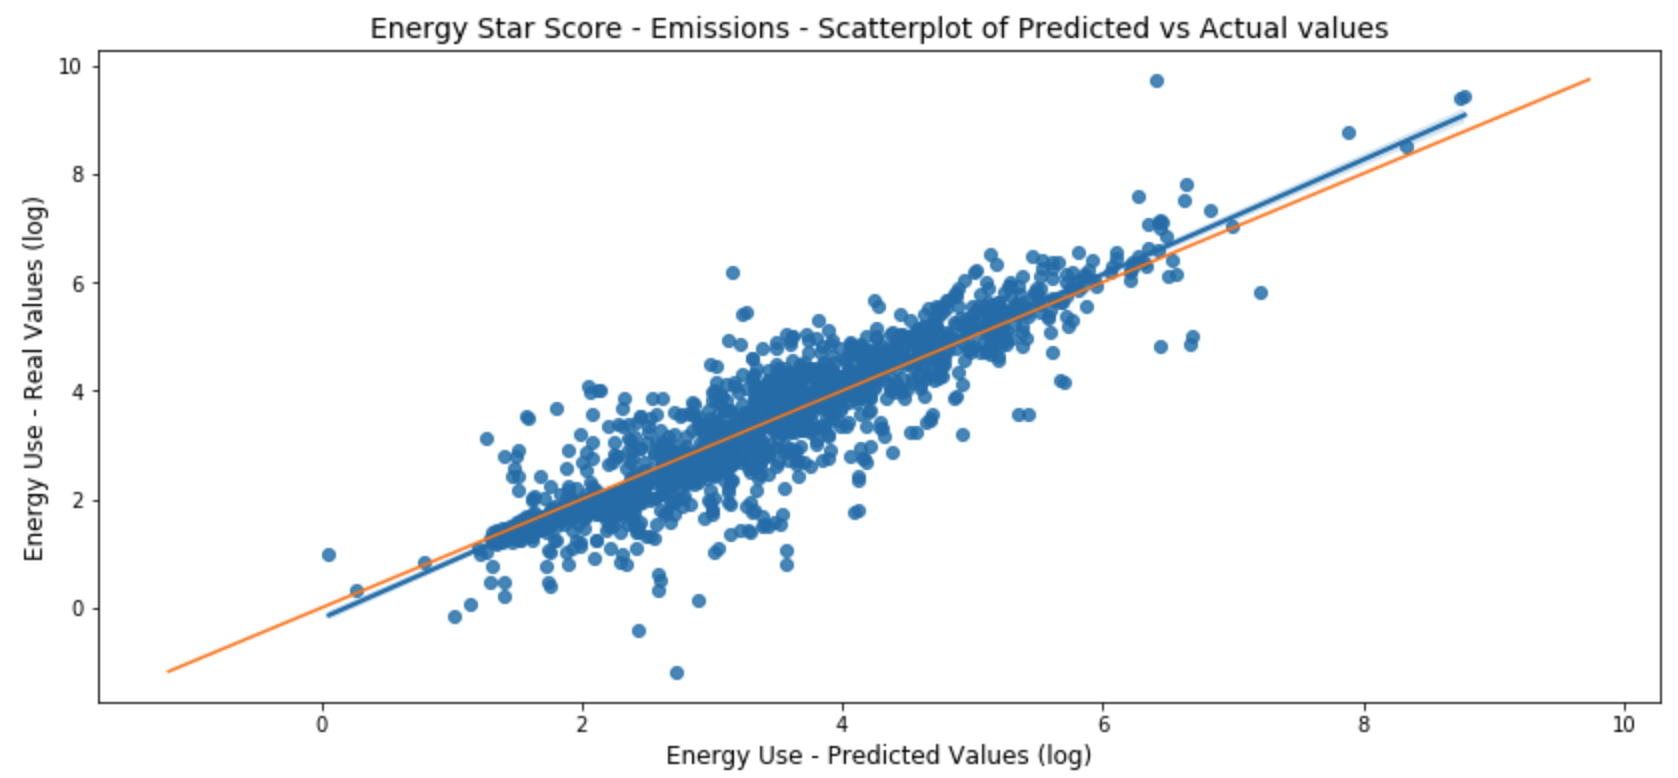 Energy Star Score - Emissions - Scatterplot of Predicted vs Actual values
Energy Use - Real Values (log)
10
8
6
4
2
0
0 2 4 6 8 10
Energy Use - Predicted Values (log)